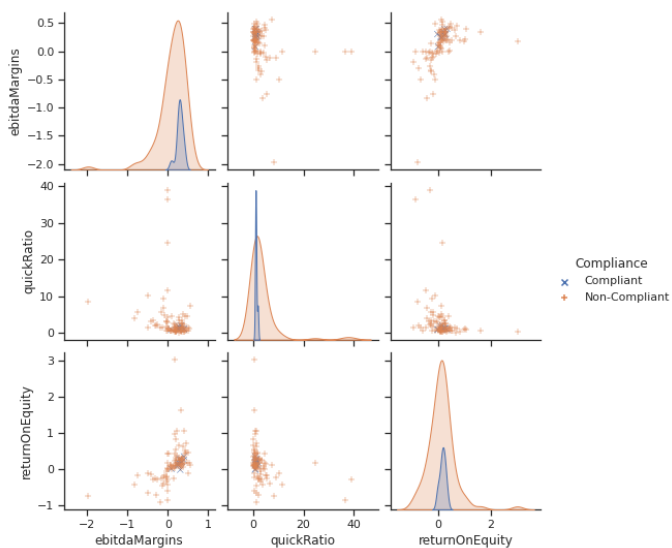 0.5
0.0
−0.5
−1.0
−1.5
−2.0
ebitdaMargins
40
30
20
10
0
quickRatio
3
2
1
0
−1
returnOnEquity
−2 −1 0 1
ebitdaMargins
0 20 40
quickRatio
0 2
returnOnEquity
Compliance
Compliant
Non-Compliant